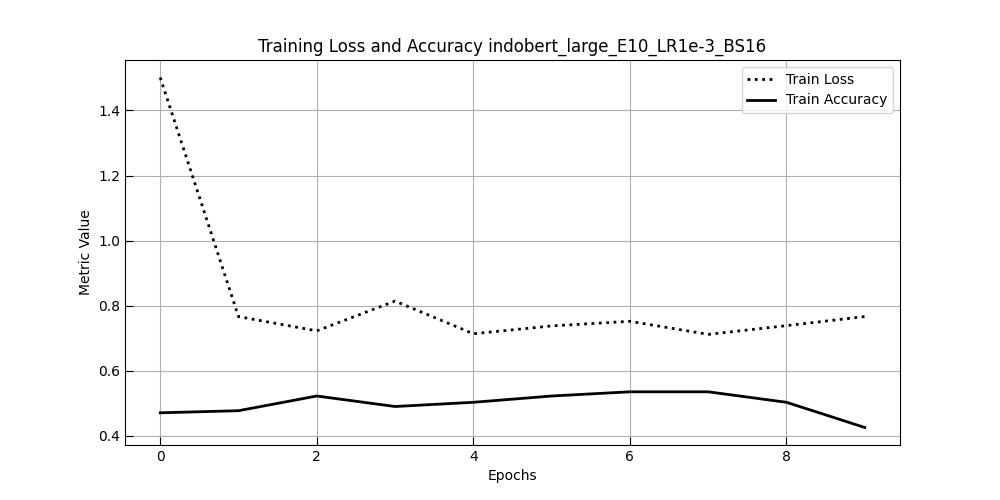 Training Loss and Accuracy indobert_large_E10_LR1e-3_BS16
Train Loss
Train Accuracy
Metric Value
1.4
1.2
1.0
0.8
0.6
0.4
0 2 4 6 8
Epochs